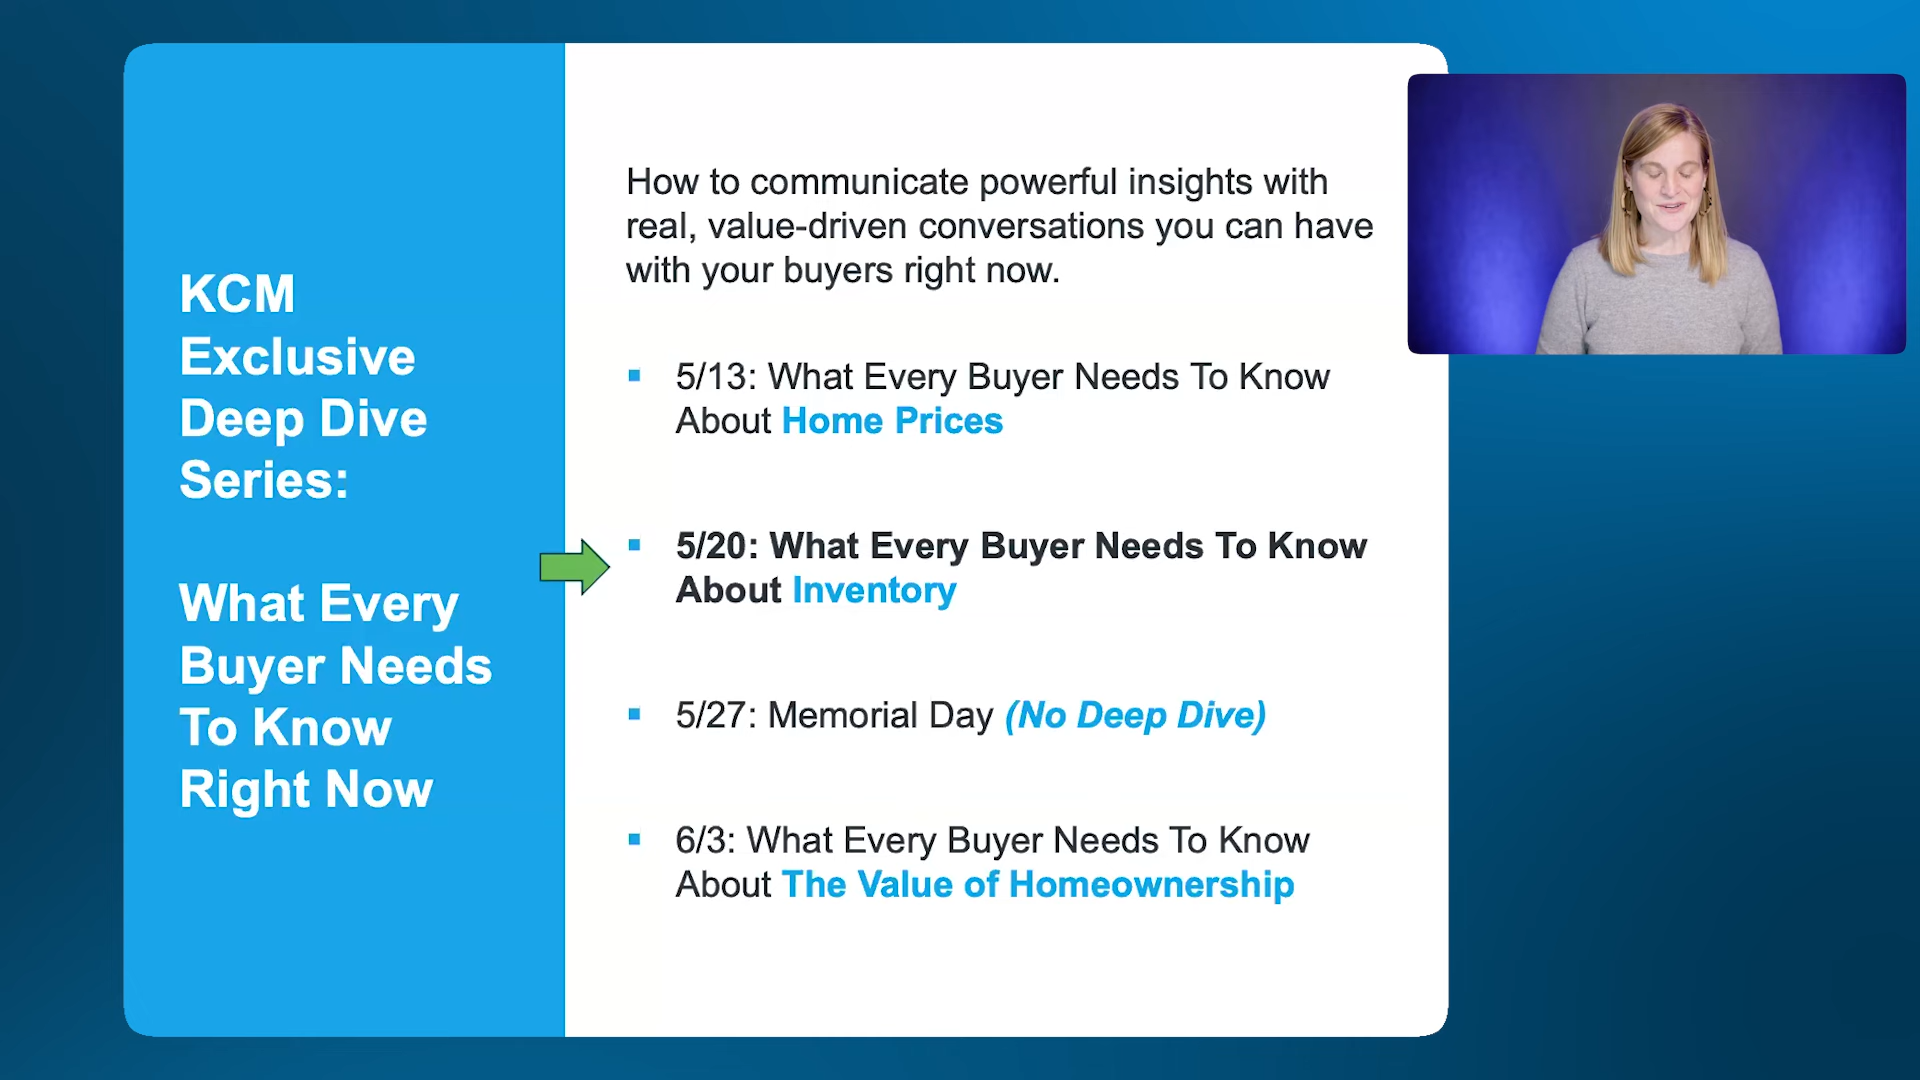 KCM
Exclusive
Deep Dive
Series:
What Every
Buyer Needs
To Know
Right Now
How to communicate powerful insights with
real, value-driven conversations you can have
with your buyers right now.
5/13: What Every Buyer Needs To Know
About Home Prices
5/20: What Every Buyer Needs To Know
About Inventory
5/27: Memorial Day (No Deep Dive)
6/3: What Every Buyer Needs To Know
About The Value of Homeownership